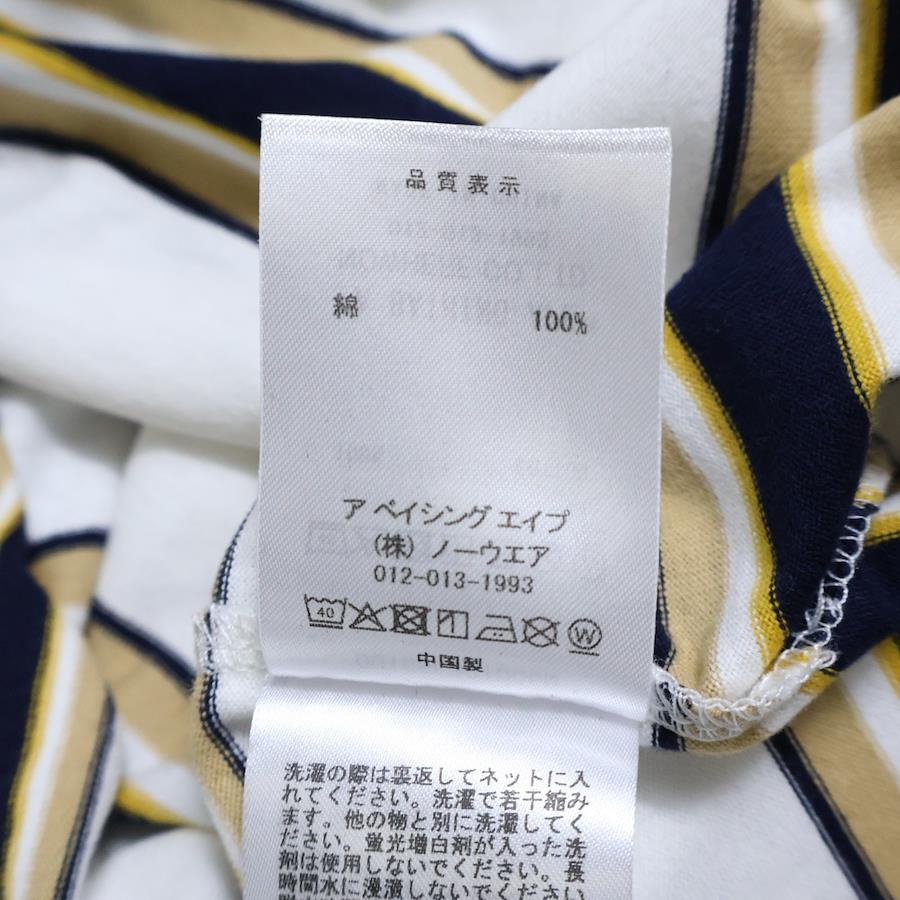 品質表示
綿 100%
ア ベイシング エイプ
(株) ノーウエア
012-013-1993
40
W
中国製
洗濯の際は裏返してネットに入
れてください。洗濯で若干縮み
ます。他の物と別に洗濯してく
ださい。蛍光増白剤が入った洗
剤は使用しないでください。長
時間水に浸漬しないでください